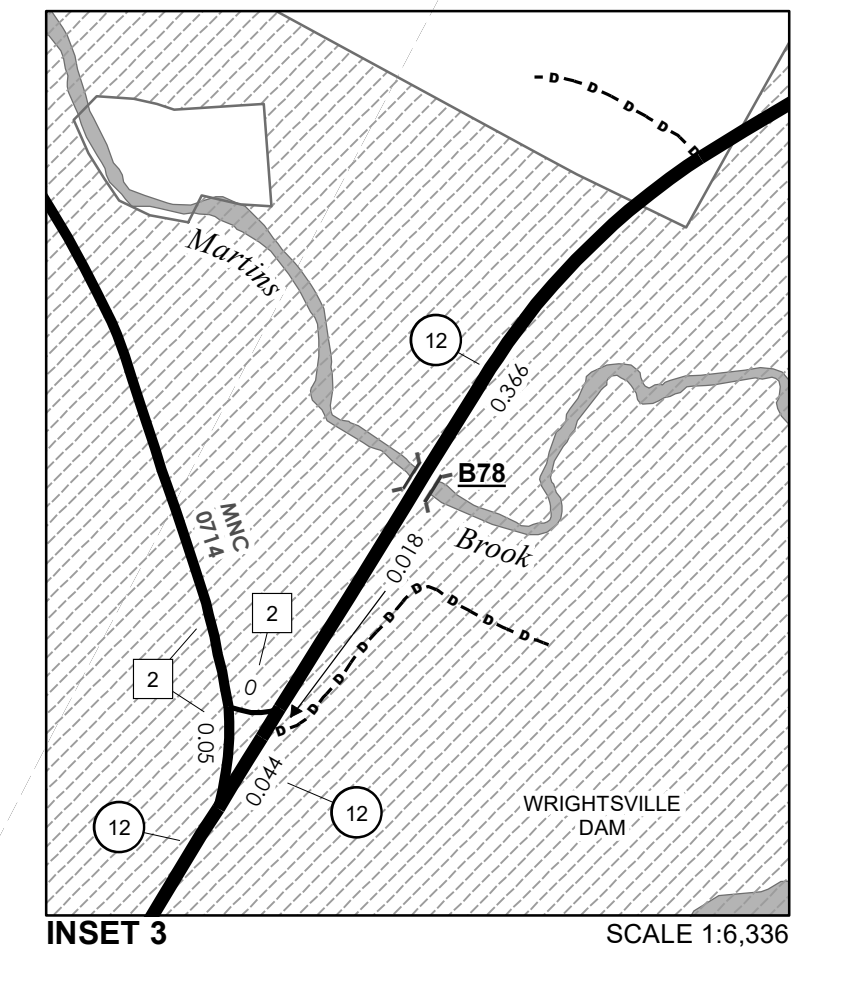 D D D D D
Martins
12
0.366
B78
MNC
0714
Brook
0.018
2
D D D D D D D D
2
0
0.05
0.044
12
12
WRIGHTSVILLE
DAM
INSET 3
SCALE 1:6,336